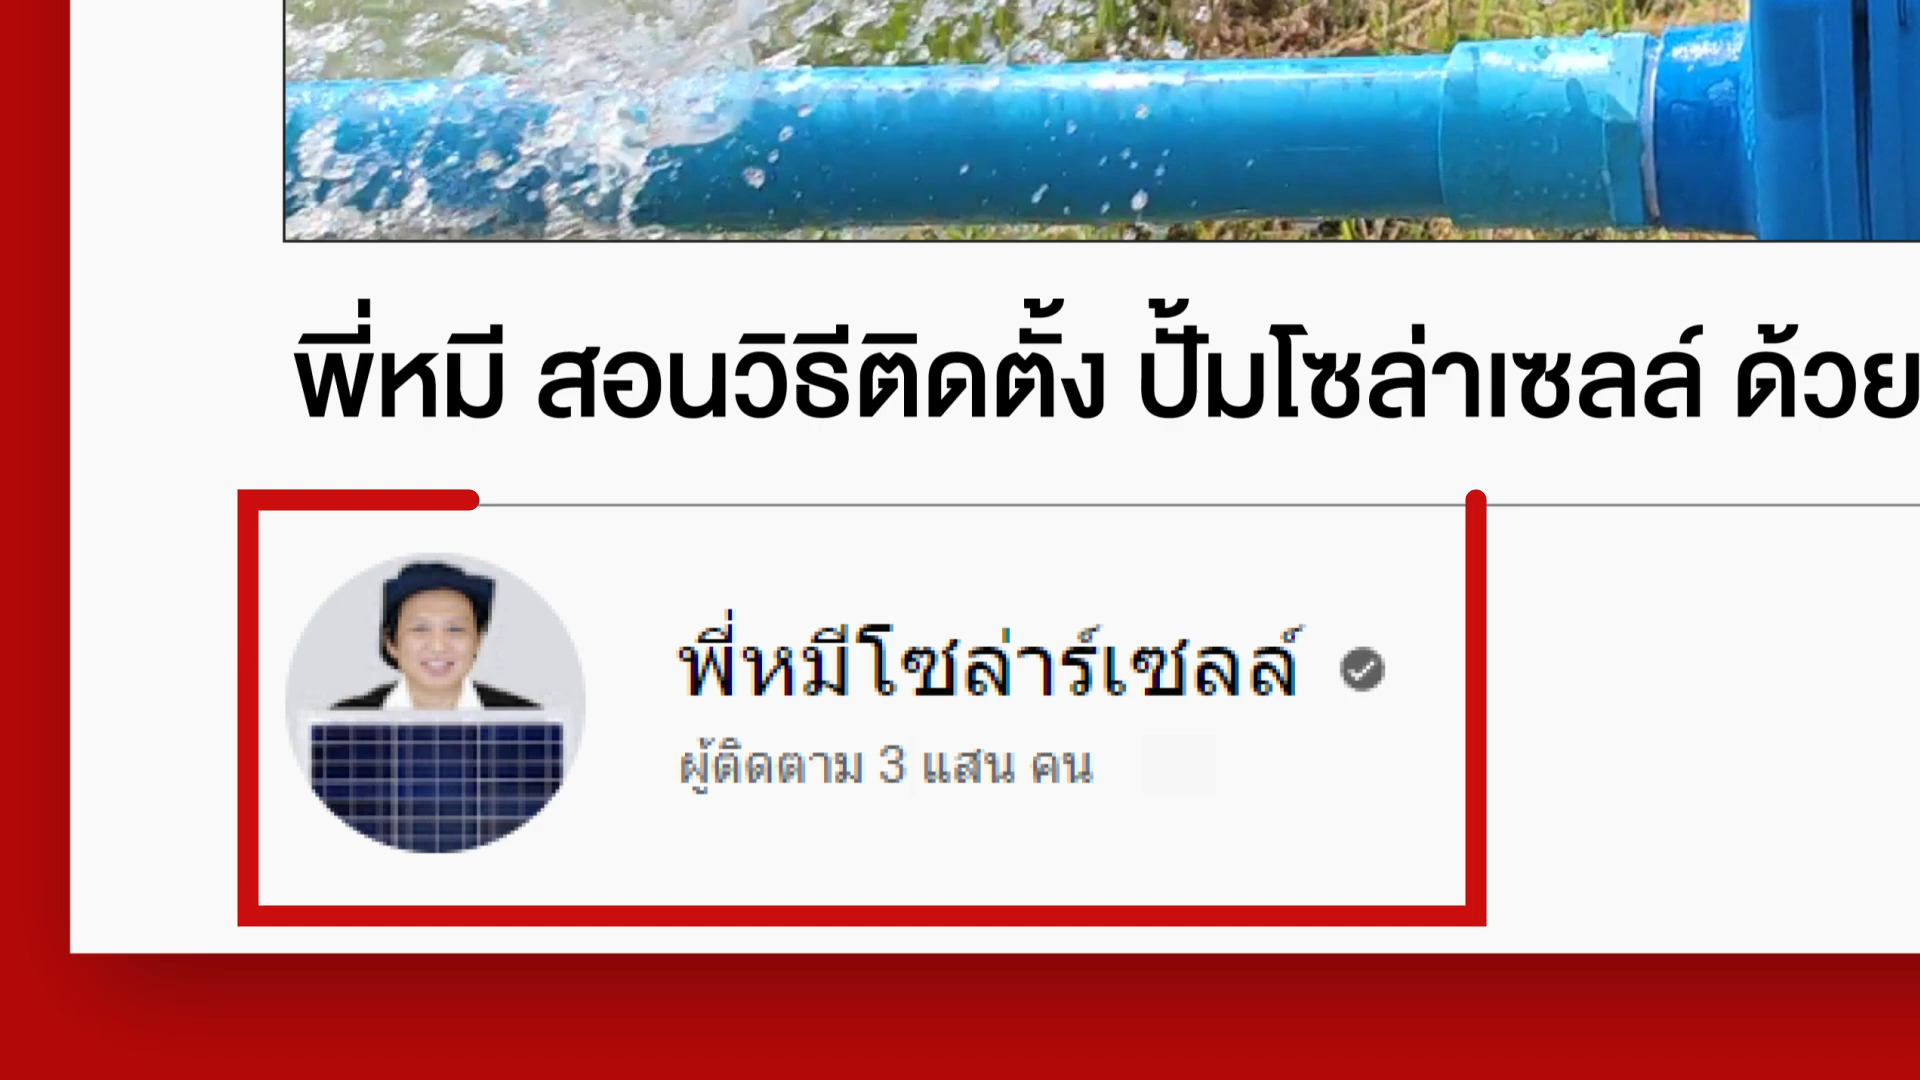 พี่หมี สอนวิธีติดตั้ง ปั้มโซล่าเซลล์ ด้วย
พี่หมีโซล่าร์เซลล์
ผู้ติดตาม 3 แสน คน